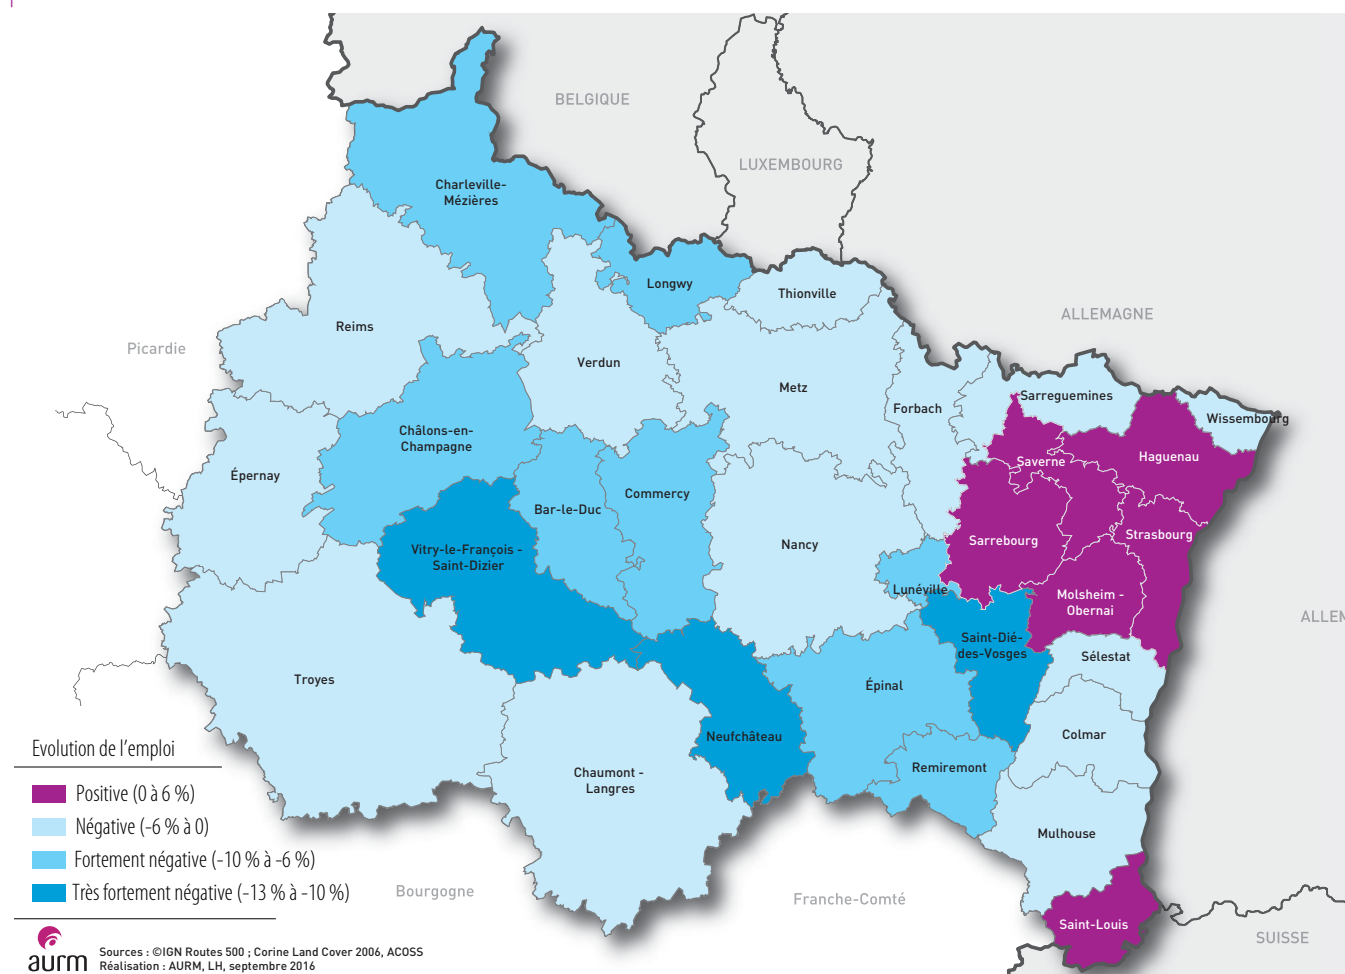 BELGIQUE
LUXEMBOURG
Charleville-
Mézières
Longwy
Thionville
ALLEMAGNE
Reims
Picardie
Verdun
Metz
Sarreguemines
Forbach
Wissembourg
Châlons-en-
Champagne
Saverne
Haguenau
Épernay
Commercy
Bar-le-Duc
Strasbourg
Sarrebourg
Nancy
Vitry-le-François -
Saint-Dizier
Lunéville
Molsheim -
Obernai
ALLEN
Saint-Dié-
des-Vosges
Sélestat
Troyes
Épinal
Neufchâteau
Colmar
Evolution de l’emploi
Remiremont
Chaumont -
Langres
Positive (0 à 6 %)
Négative (-6 % à 0)
Mulhouse
Fortement négative (-10 % à -6 %)
Très fortement négative (-13 % à -10 %)
Bourgogne
Franche-Comté
Saint-Louis
SUISSE
aurm
Sources : ©IGN Routes 500 ; Corine Land Cover 2006, ACOSS
Réalisation : AURM, LH, septembre 2016